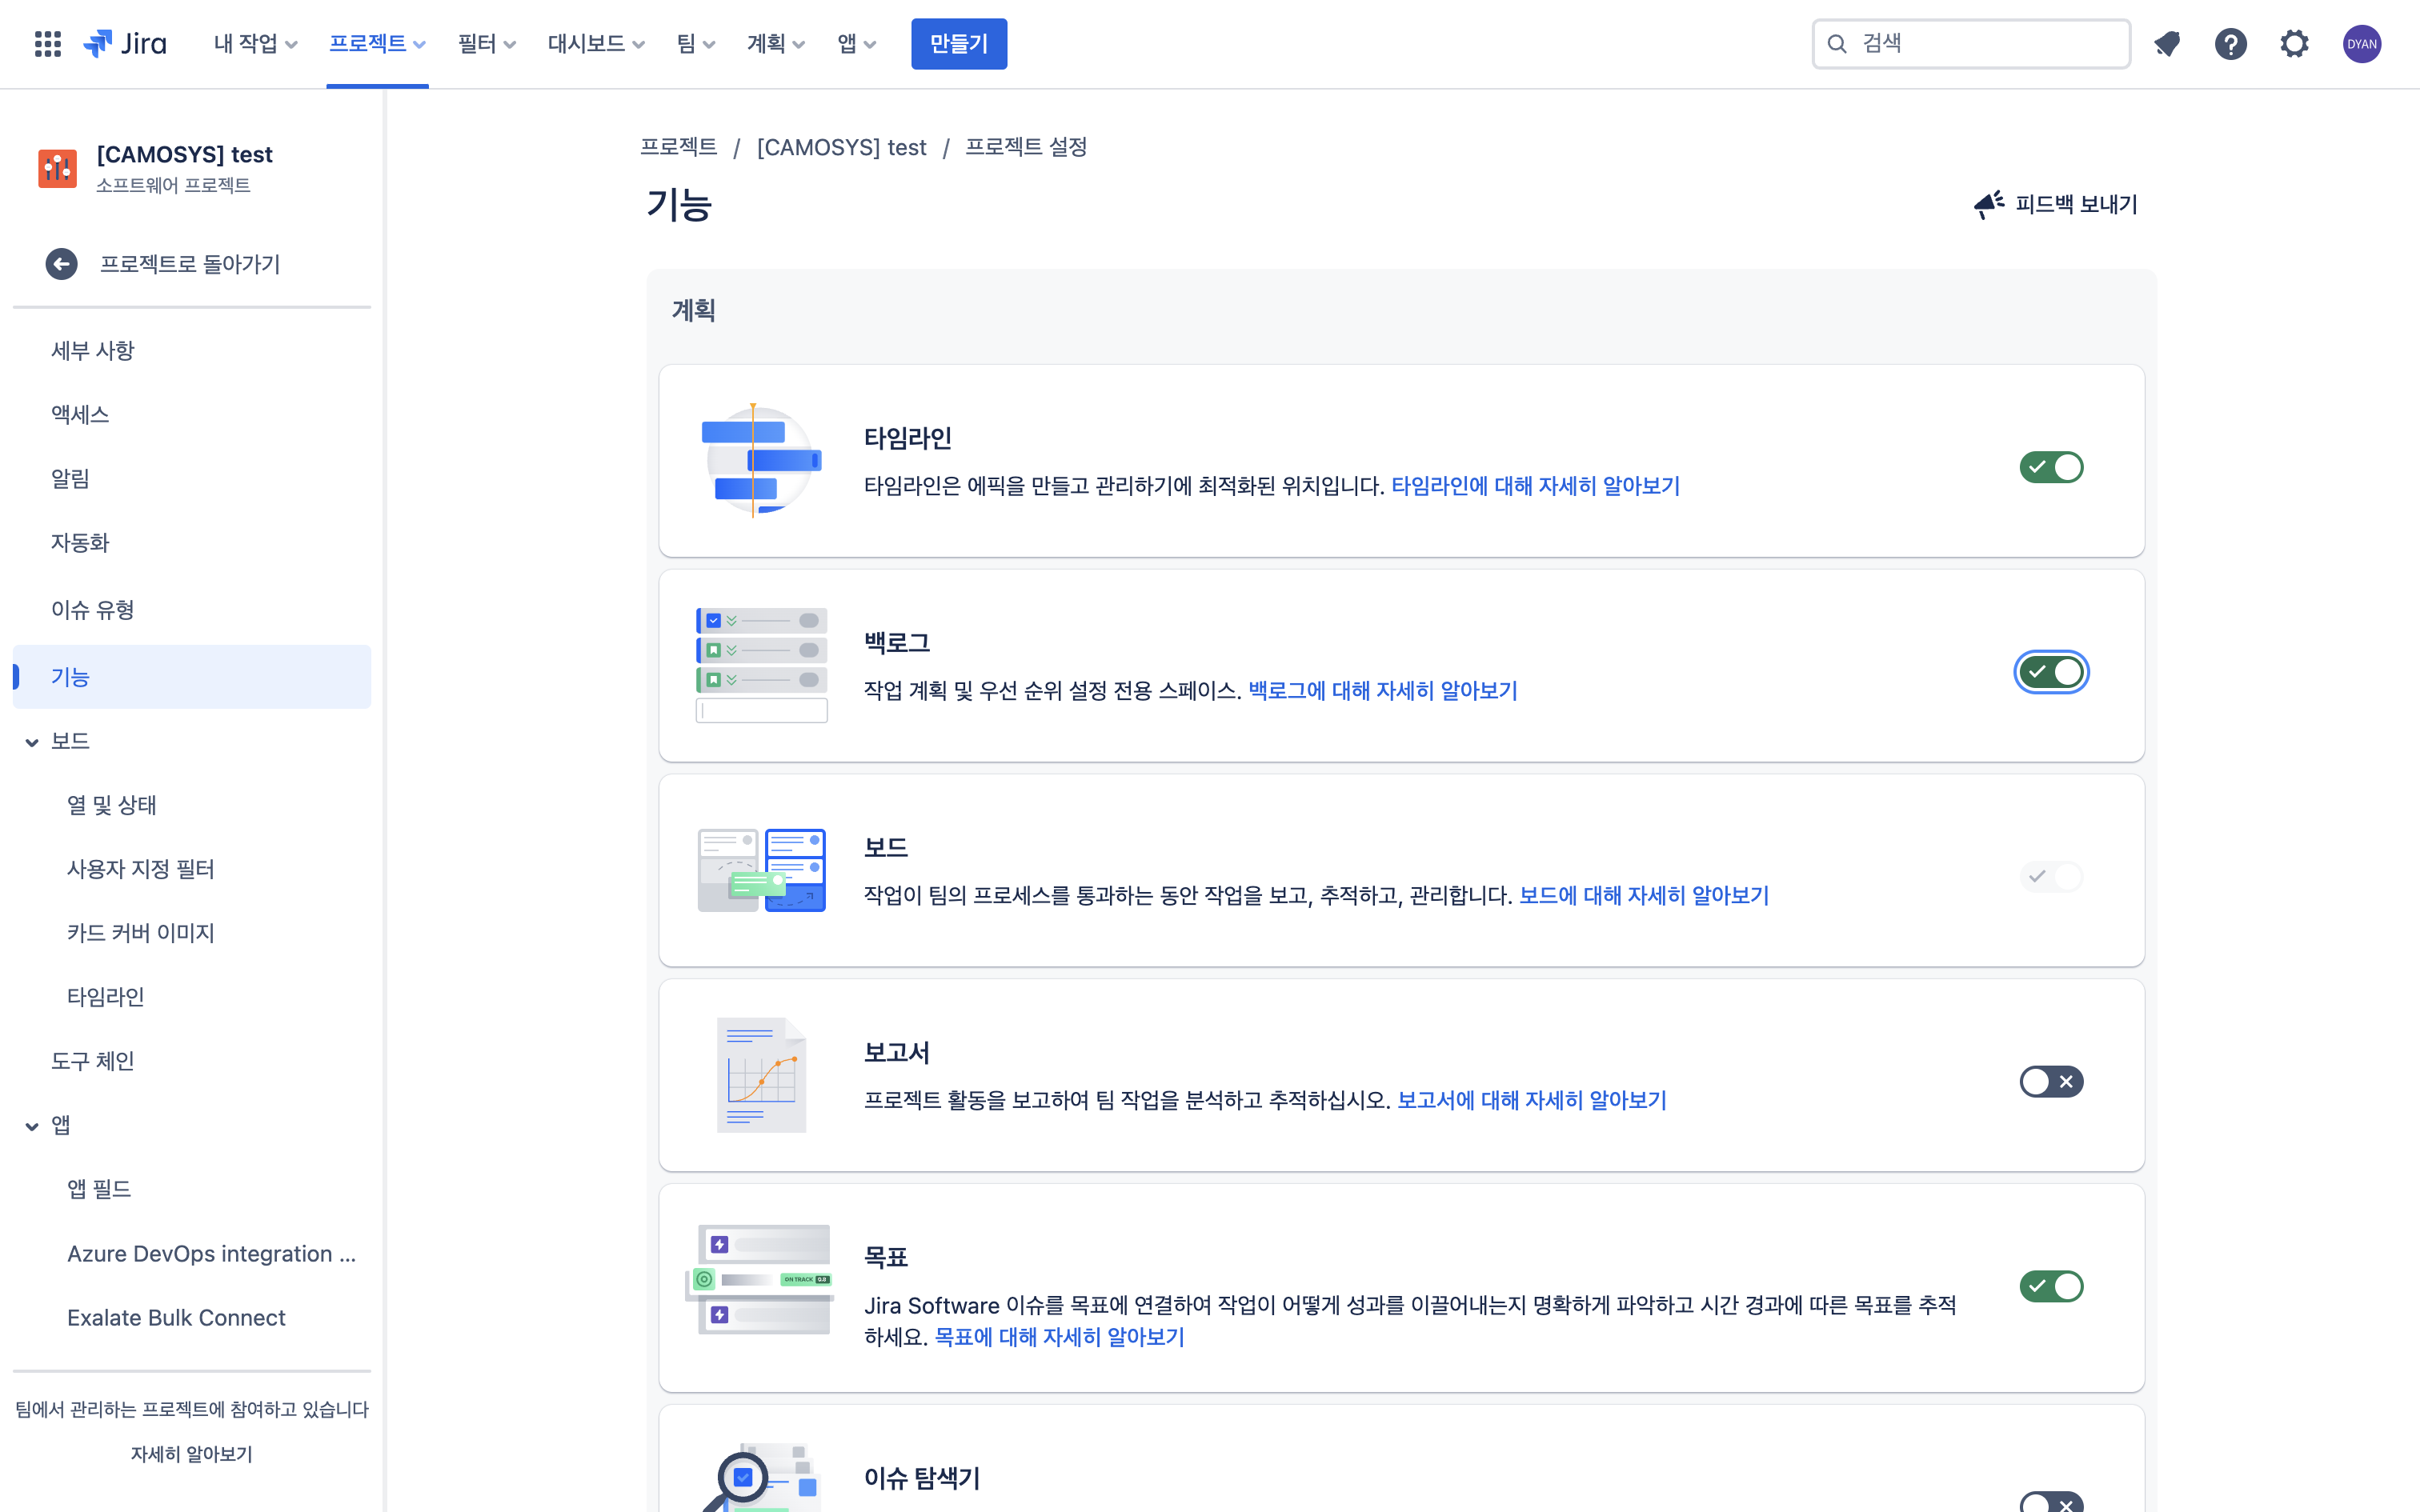 Jira
내 작업
프로젝트
필터
대시보드
팀
계획
앱
만들기
검색
DYAN
[CAMOSYS] test
소프트웨어 프로젝트
프로젝트로 돌아가기
세부 사항
액세스
알림
자동화
이슈 유형
기능
보드
열 및 상태
사용자 지정 필터
카드 커버 이미지
타임라인
도구 체인
앱
앱 필드
Azure DevOps integration ...
Exalate Bulk Connect
팀에서 관리하는 프로젝트에 참여하고 있습니다
자세히 알아보기
프로젝트 / [CAMOSYS] test / 프로젝트 설정
기능
피드백 보내기
계획
타임라인
타임라인은 에픽을 만들고 관리하기에 최적화된 위치입니다. 타임라인에 대해 자세히 알아보기
백로그
작업 계획 및 우선 순위 설정 전용 스페이스. 백로그에 대해 자세히 알아보기
보드
작업이 팀의 프로세스를 통과하는 동안 작업을 보고, 추적하고, 관리합니다. 보드에 대해 자세히 알아보기
보고서
프로젝트 활동을 보고하여 팀 작업을 분석하고 추적하십시오. 보고서에 대해 자세히 알아보기
ON TRACK 0.8
목표
Jira Software 이슈를 목표에 연결하여 작업이 어떻게 성과를 이끌어내는지 명확하게 파악하고 시간 경과에 따른 목표를 추적
하세요. 목표에 대해 자세히 알아보기
이슈 탐색기